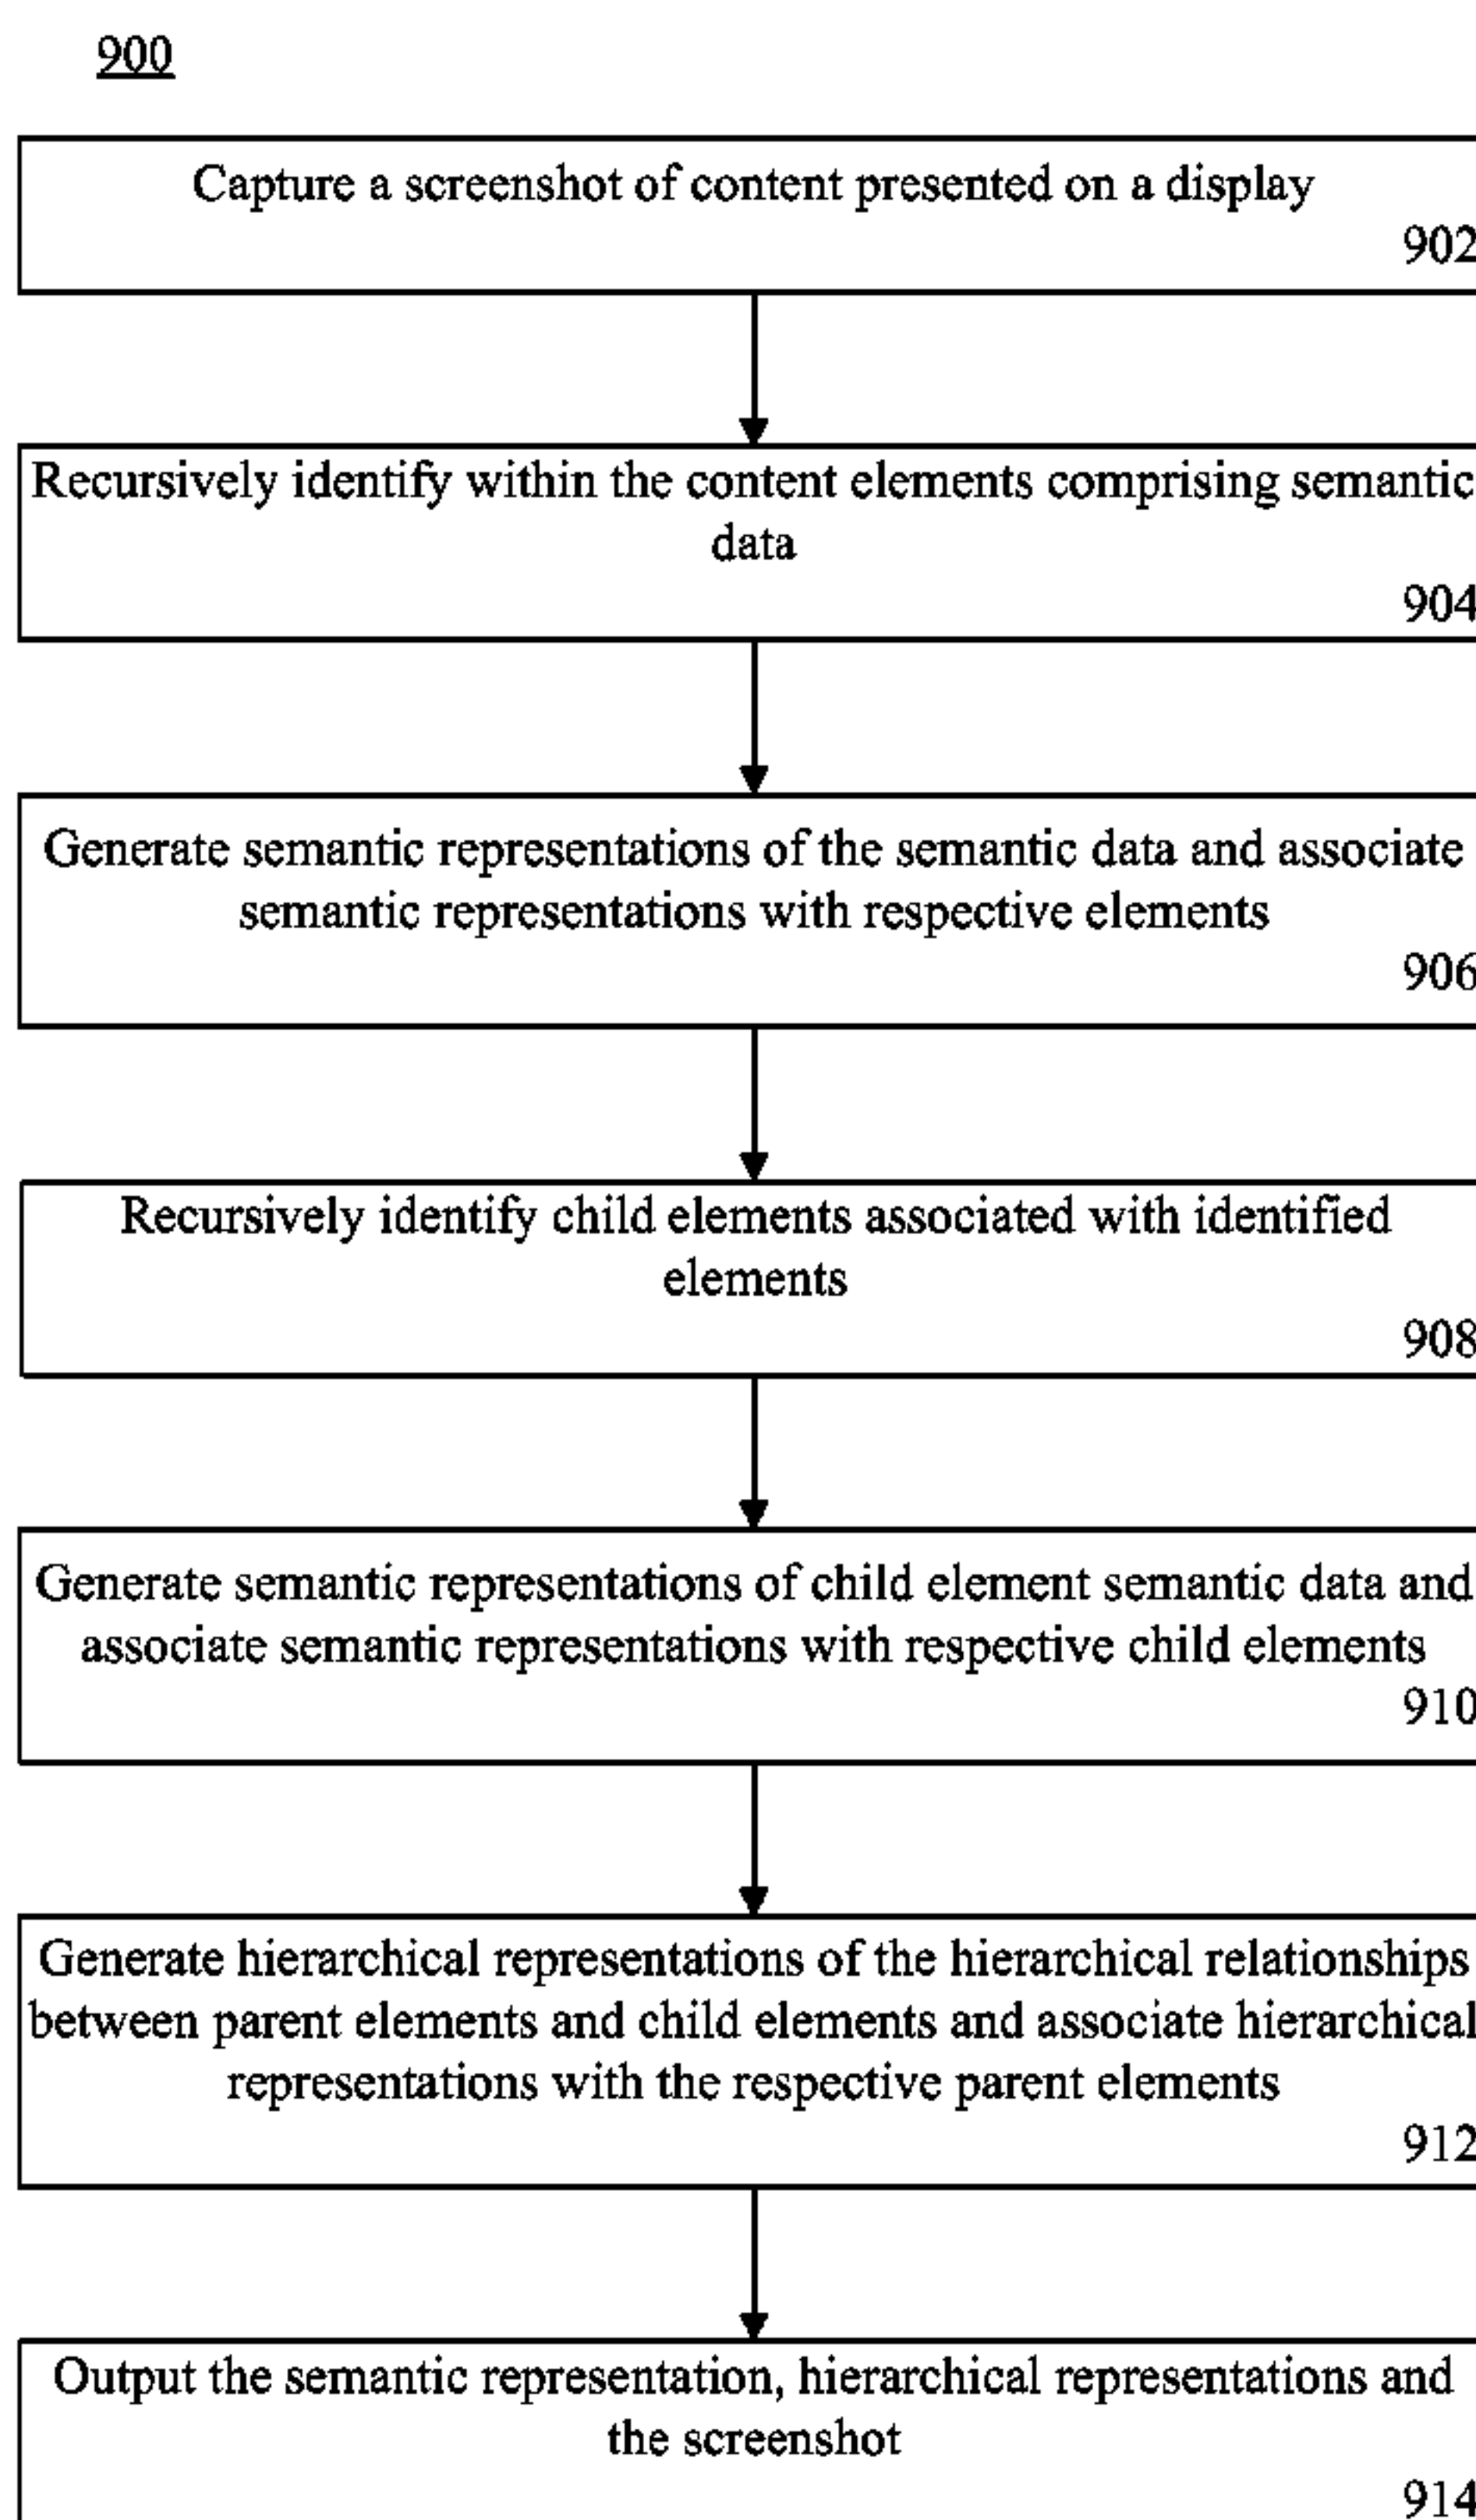 900
Capture a screenshot of content presented on a display
902
Recursively identify within the content elements comprising semantic
data
904
Generate semantic representations of the semantic data and associate
semantic representations with respective elements
906
Recursively identify child elements associated with identified
elements
908
Generate semantic representations of child element semantic data and
associate semantic representations with respective child elements
910
Generate hierarchical representations of the hierarchical relationships
between parent elements and child elements and associate hierarchical
representations with the respective parent elements
912
Output the semantic representation, hierarchical representations and
the screenshot
914